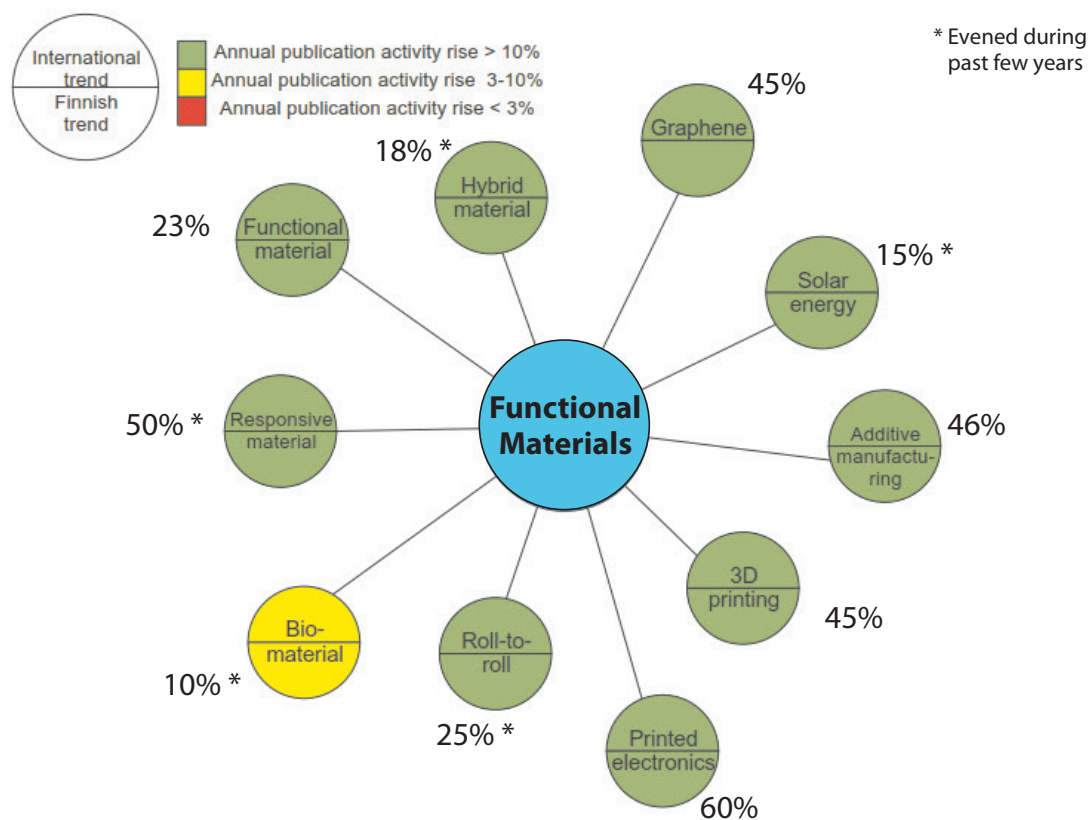 International
trend
Finnish
trend
Annual publication activity rise > 10%
Annual publication activity rise 3-10%
Annual publication activity rise < 3%
* Evened during
past few years
45%
Graphene
18% *
Hybrid
material
23%
Functional
material
15% *
Solar
energy
50% *
Responsive
material
Functional
Materials
46%
Additive
manufactu-
ring
3D
printing
45%
Bio-
material
10% *
Roll-to-
roll
25% *
Printed
electronics
60%